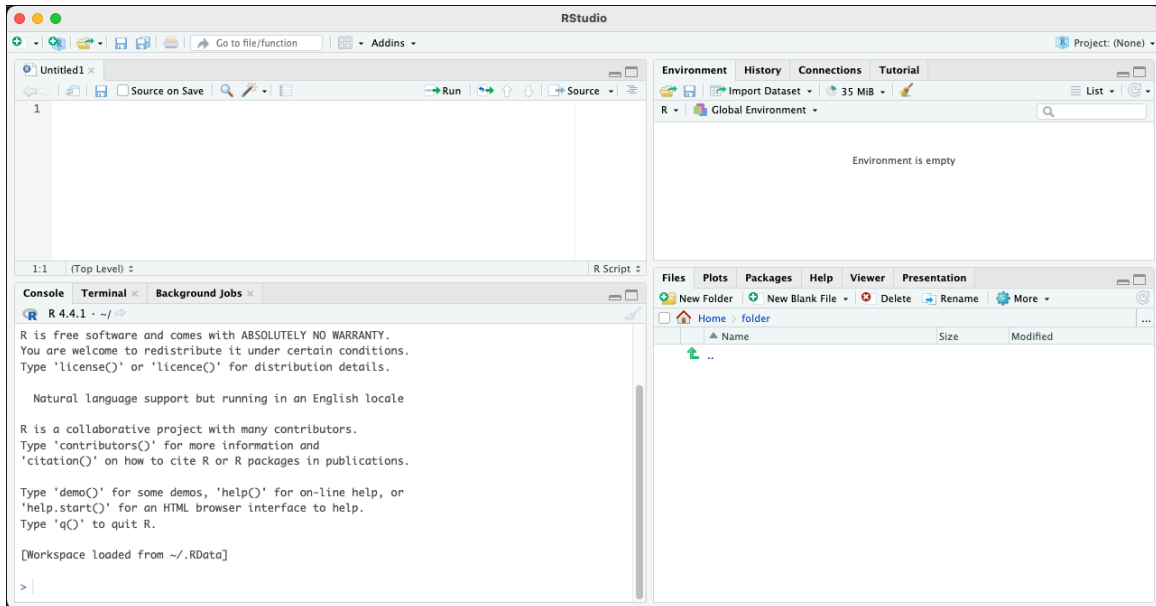 RStudio
Go to file/function
Addins
Project: (None)
Untitled1
Source on Save
Run
Source
1
1:1 (Top Level)
R Script
Console Terminal Background Jobs
R 4.4.1 · ~/
R is free software and comes with ABSOLUTELY NO WARRANTY.
You are welcome to redistribute it under certain conditions.
Type 'license()' or 'licence()' for distribution details.
Natural language support but running in an English locale
R is a collaborative project with many contributors.
Type 'contributors()' for more information and
'citation()' on how to cite R or R packages in publications.
Type 'demo()' for some demos, 'help()' for on-line help, or
'help.start()' for an HTML browser interface to help.
Type 'q()' to quit R.
[Workspace loaded from ~/.RData]
>
Environment History Connections Tutorial
Import Dataset 35 MiB List
R Global Environment
Environment is empty
Files Plots Packages Help Viewer Presentation
New Folder New Blank File Delete Rename More
Home folder ...
Name Size Modified
..